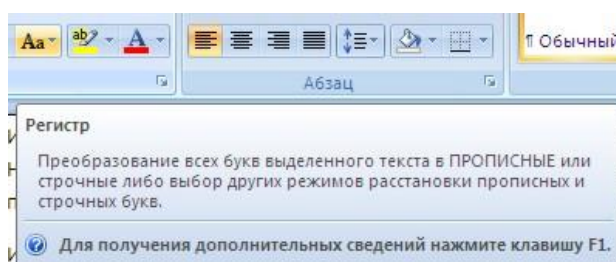 Aa ab A ¶ Обычный
Абзац
Регистр
Преобразование всех букв выделенного текста в ПРОПИСНЫЕ или
строчные либо выбор других режимов расстановки прописных и
строчных букв.
Для получения дополнительных сведений нажмите клавишу F1.